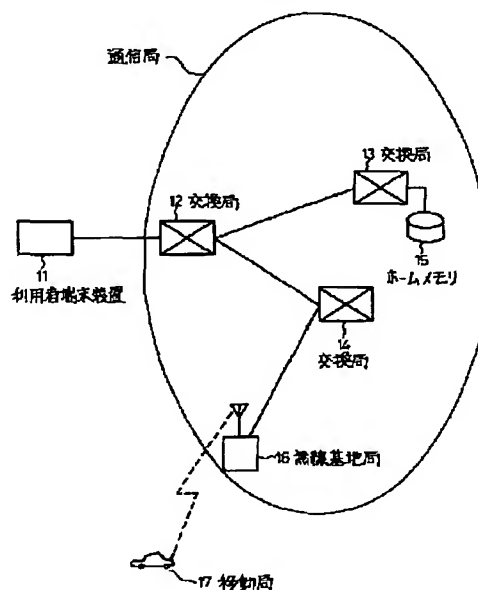 通信局
13 交換局
12 交換局
11
利用者端末装置
15
ホームメモリ
14
交換局
16 無線基地局
17 移動局